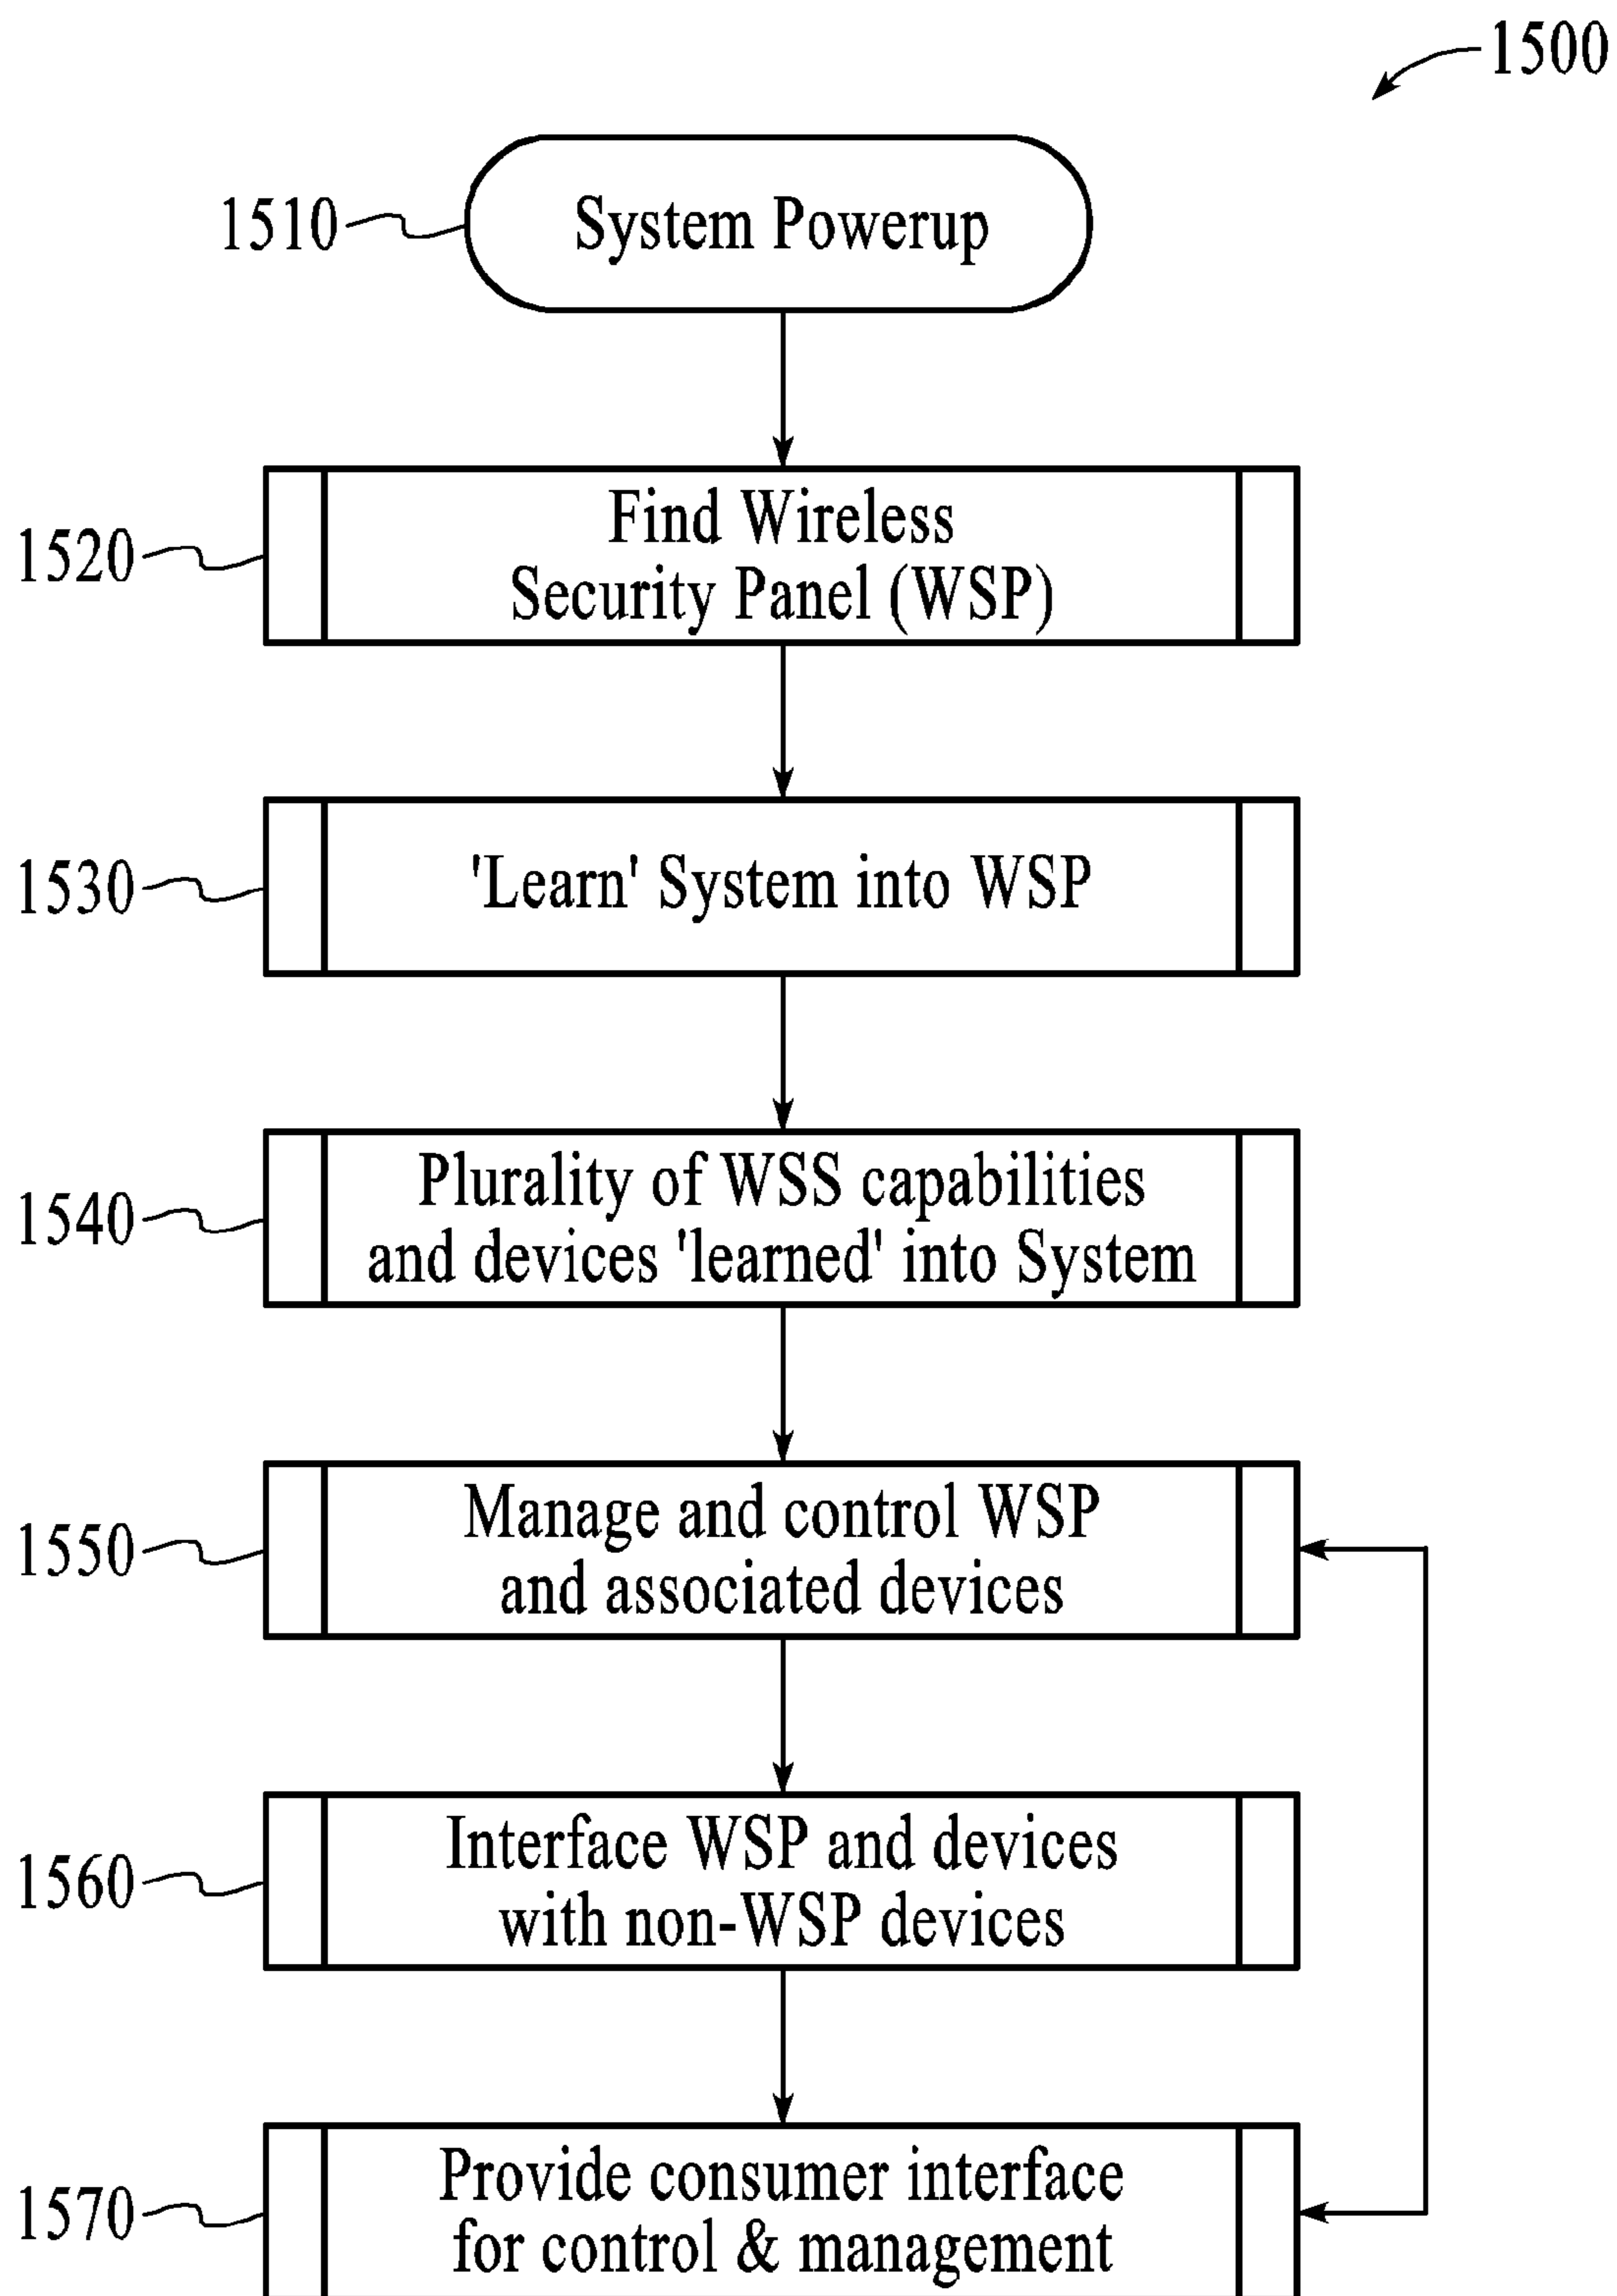 1500
1510
System Powerup
1520
Find Wireless
Security Panel (WSP)
1530
'Learn' System into WSP
1540
Plurality of WSS capabilities
and devices 'learned' into System
1550
Manage and control WSP
and associated devices
1560
Interface WSP and devices
with non-WSP devices
1570
Provide consumer interface
for control & management